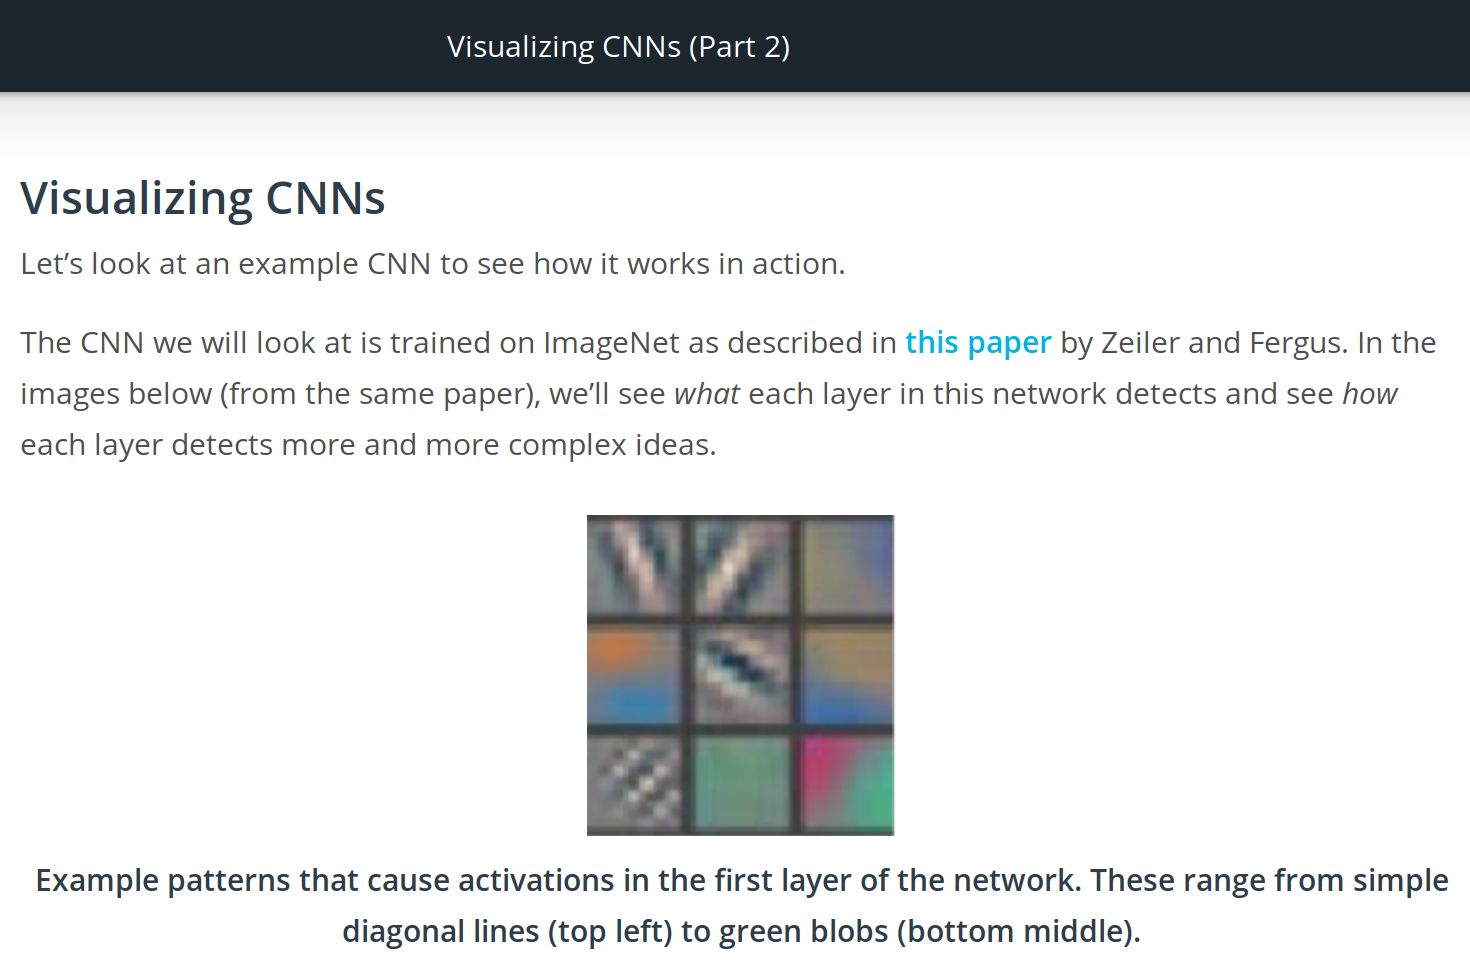 Visualizing CNNs (Part 2)
Visualizing CNNs
Let’s look at an example CNN to see how it works in action.
The CNN we will look at is trained on ImageNet as described in this paper by Zeiler and Fergus. In the
images below (from the same paper), we’ll see what each layer in this network detects and see how
each layer detects more and more complex ideas.
Example patterns that cause activations in the first layer of the network. These range from simple
diagonal lines (top left) to green blobs (bottom middle).